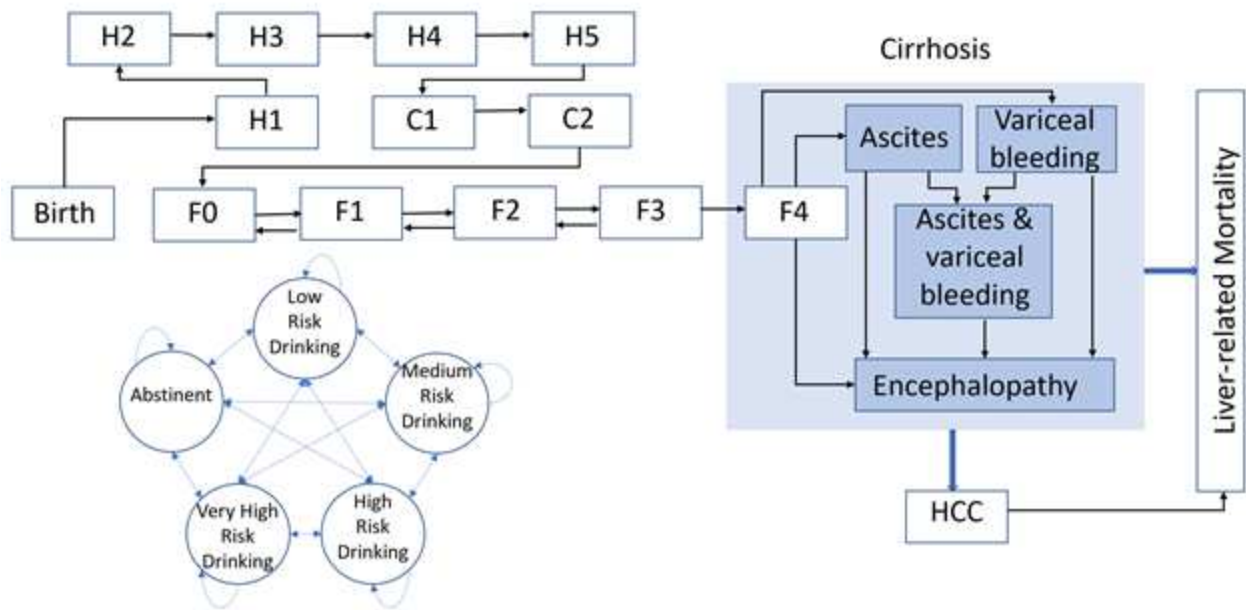 H2
H3
H4
H5
H1
C1
C2
Birth
F0
F1
F2
F3
F4
Cirrhosis
Ascites
Variceal
bleeding
Ascites &
variceal
bleeding
Encephalopathy
HCC
Liver-related Mortality
Low
Risk
Drinking
Abstinent
Medium
Risk
Drinking
Very High
Risk
Drinking
High
Risk
Drinking